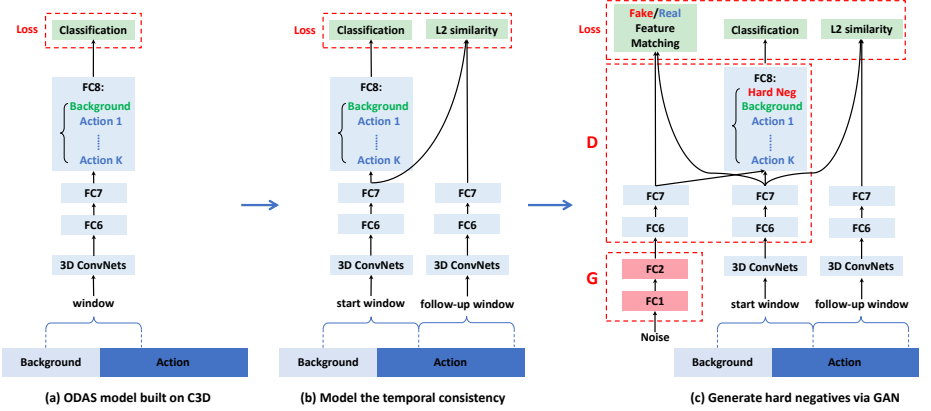 Loss
Classification
FC8:
Background
Action 1
Action K
FC7
FC6
3D ConvNets
window
Background
Action
(a) ODAS model built on C3D
Loss
Classification
L2 similarity
FC8:
Background
Action 1
Action K
FC7
FC7
FC6
FC6
3D ConvNets
3D ConvNets
start window
follow-up window
Background
Action
(b) Model the temporal consistency
Loss
Fake/Real
Feature
Matching
Classification
L2 similarity
D
FC8:
Hard Neg
Background
Action 1
Action K
FC7
FC7
FC7
FC6
FC6
FC6
G
FC2
FC1
Noise
3D ConvNets
3D ConvNets
start window
follow-up window
Background
Action
(c) Generate hard negatives via GAN